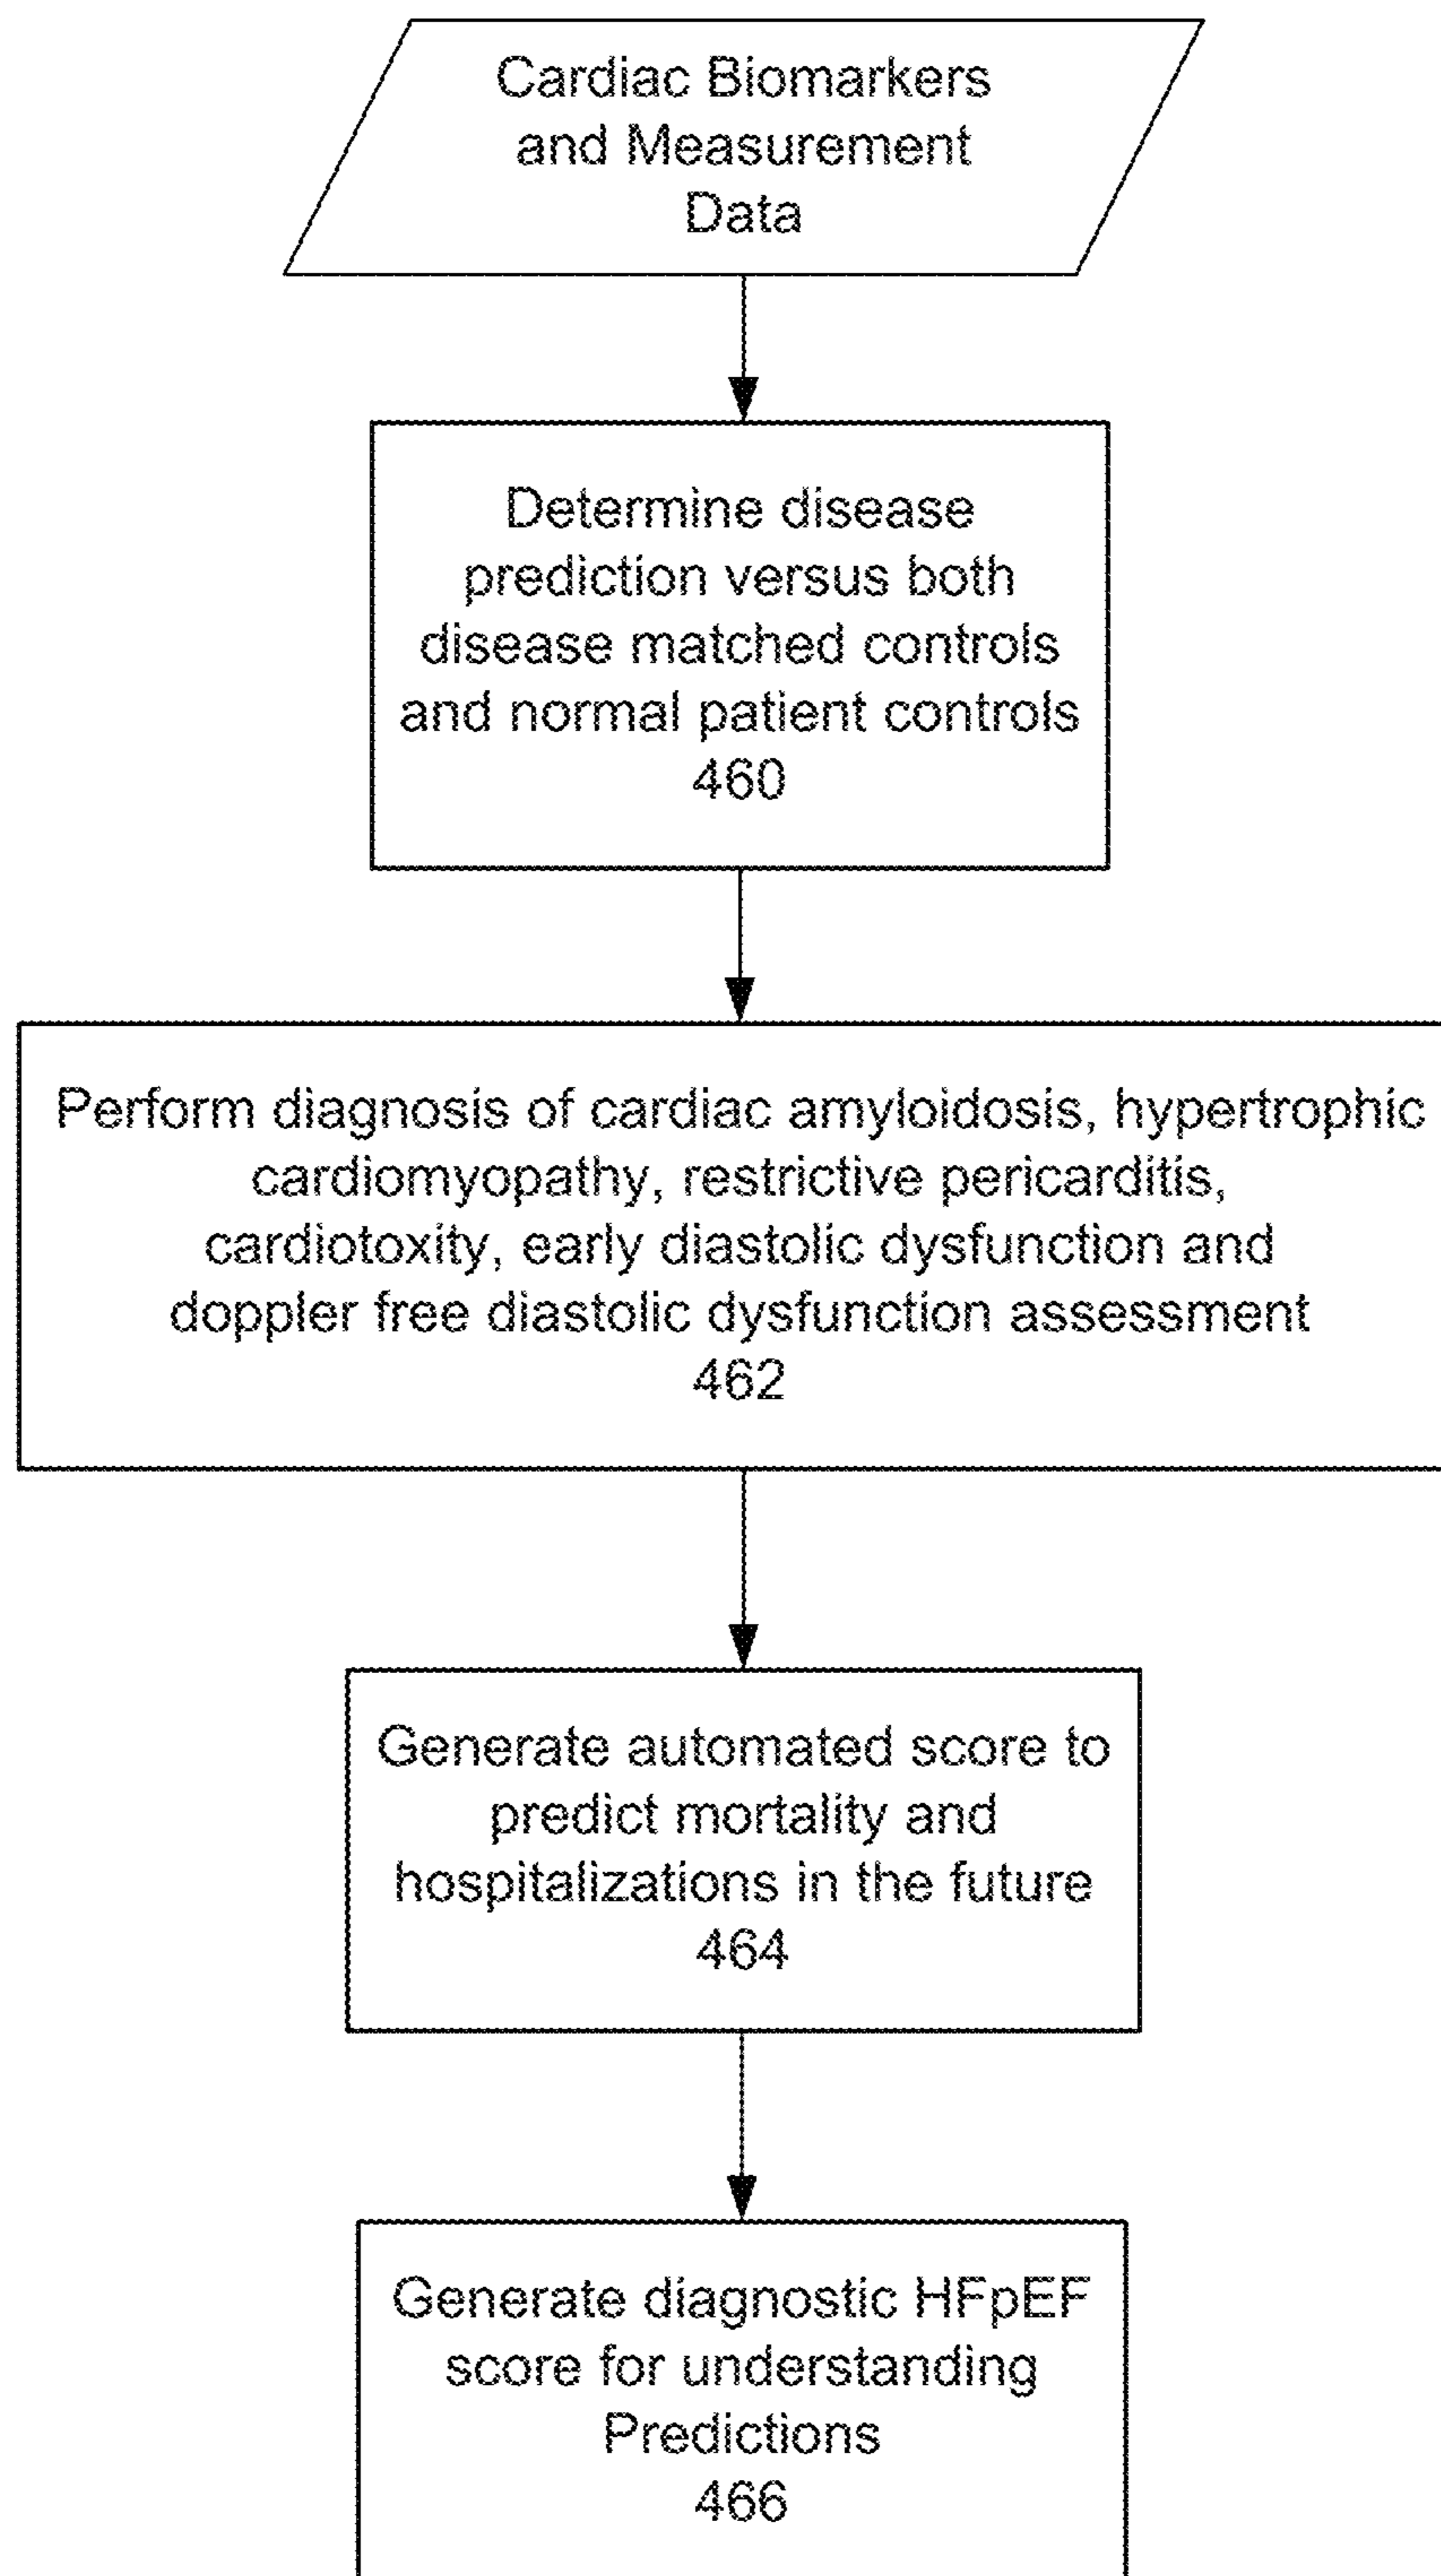 Cardiac Biomarkers
and Measurement
Data
Determine disease
prediction versus both
disease matched controls
and normal patient controls
460
Perform diagnosis of cardiac amyloidosis, hypertrophic
cardiomyopathy, restrictive pericarditis,
cardiotoxity, early diastolic dysfunction and
doppler free diastolic dysfunction assessment
462
Generate automated score to
predict mortality and
hospitalizations in the future
464
Generate diagnostic HFpEF
score for understanding
Predictions
466